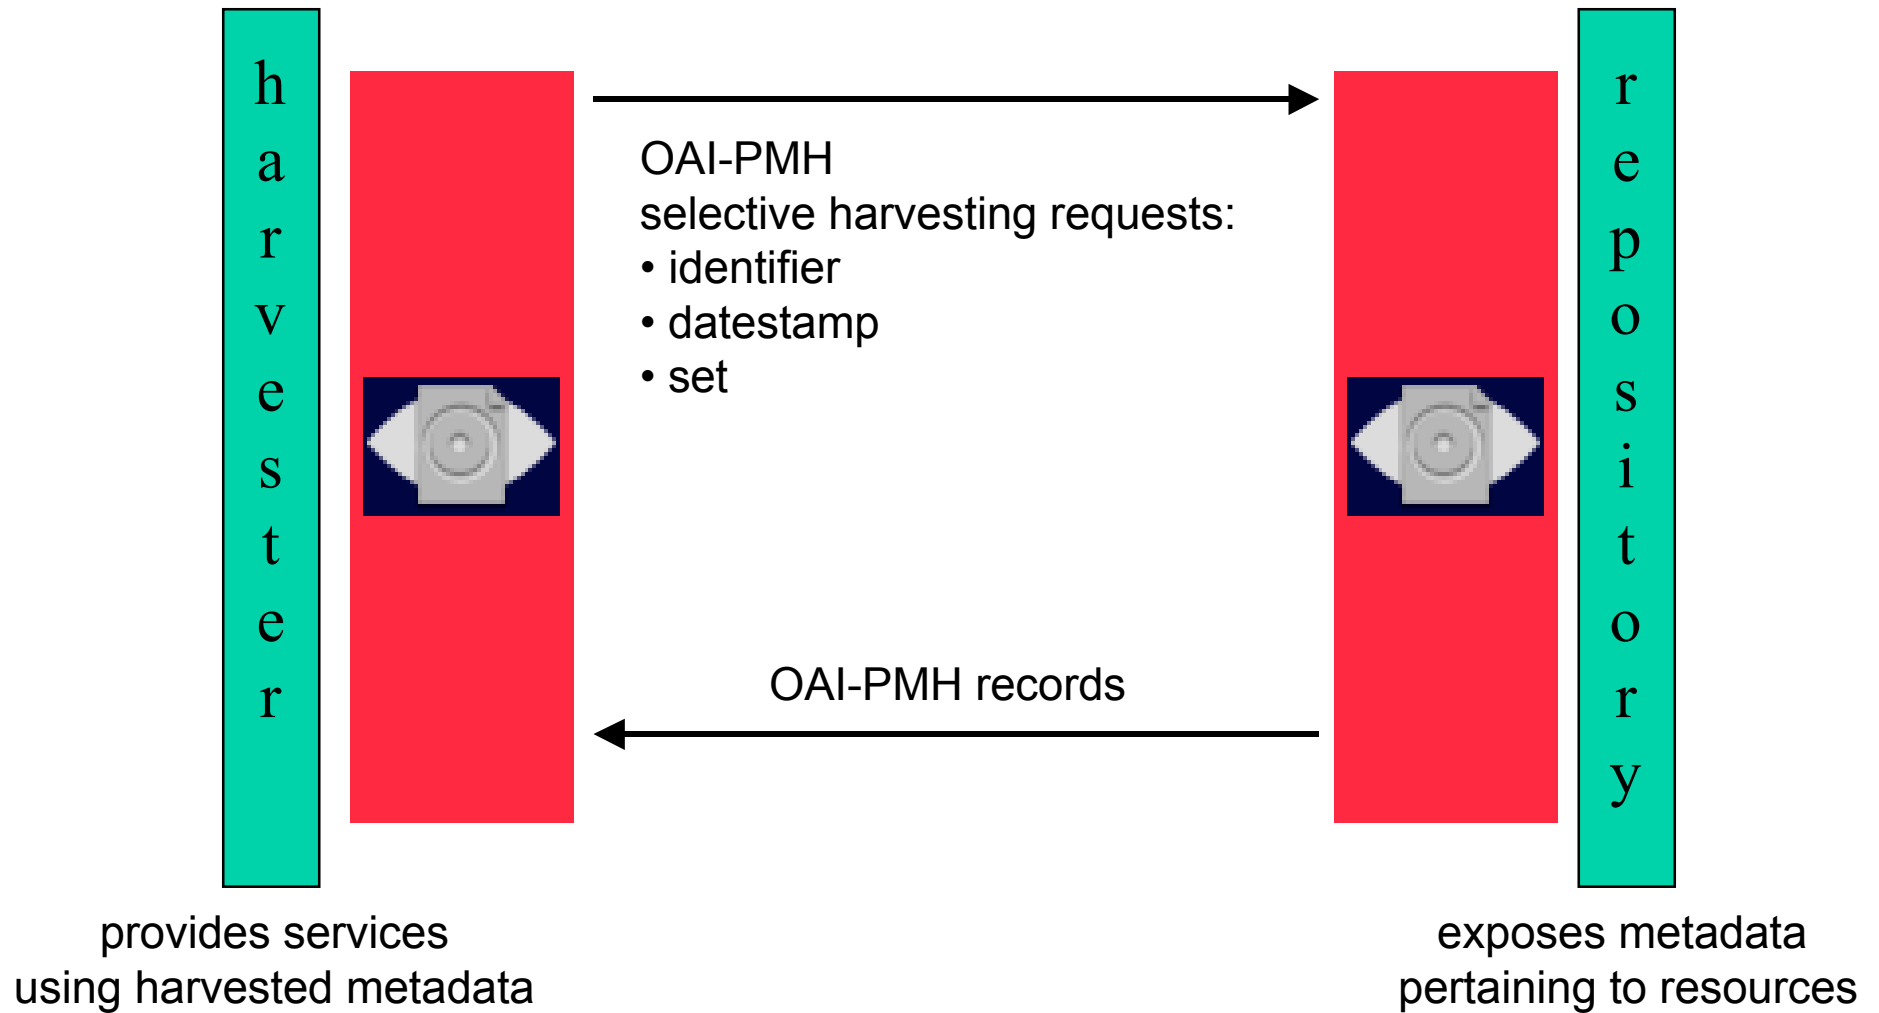 harvester
OAI-PMH
selective harvesting requests:
• identifier
• datestamp
• set
OAI-PMH records
repository
provides services
using harvested metadata
exposes metadata
pertaining to resources